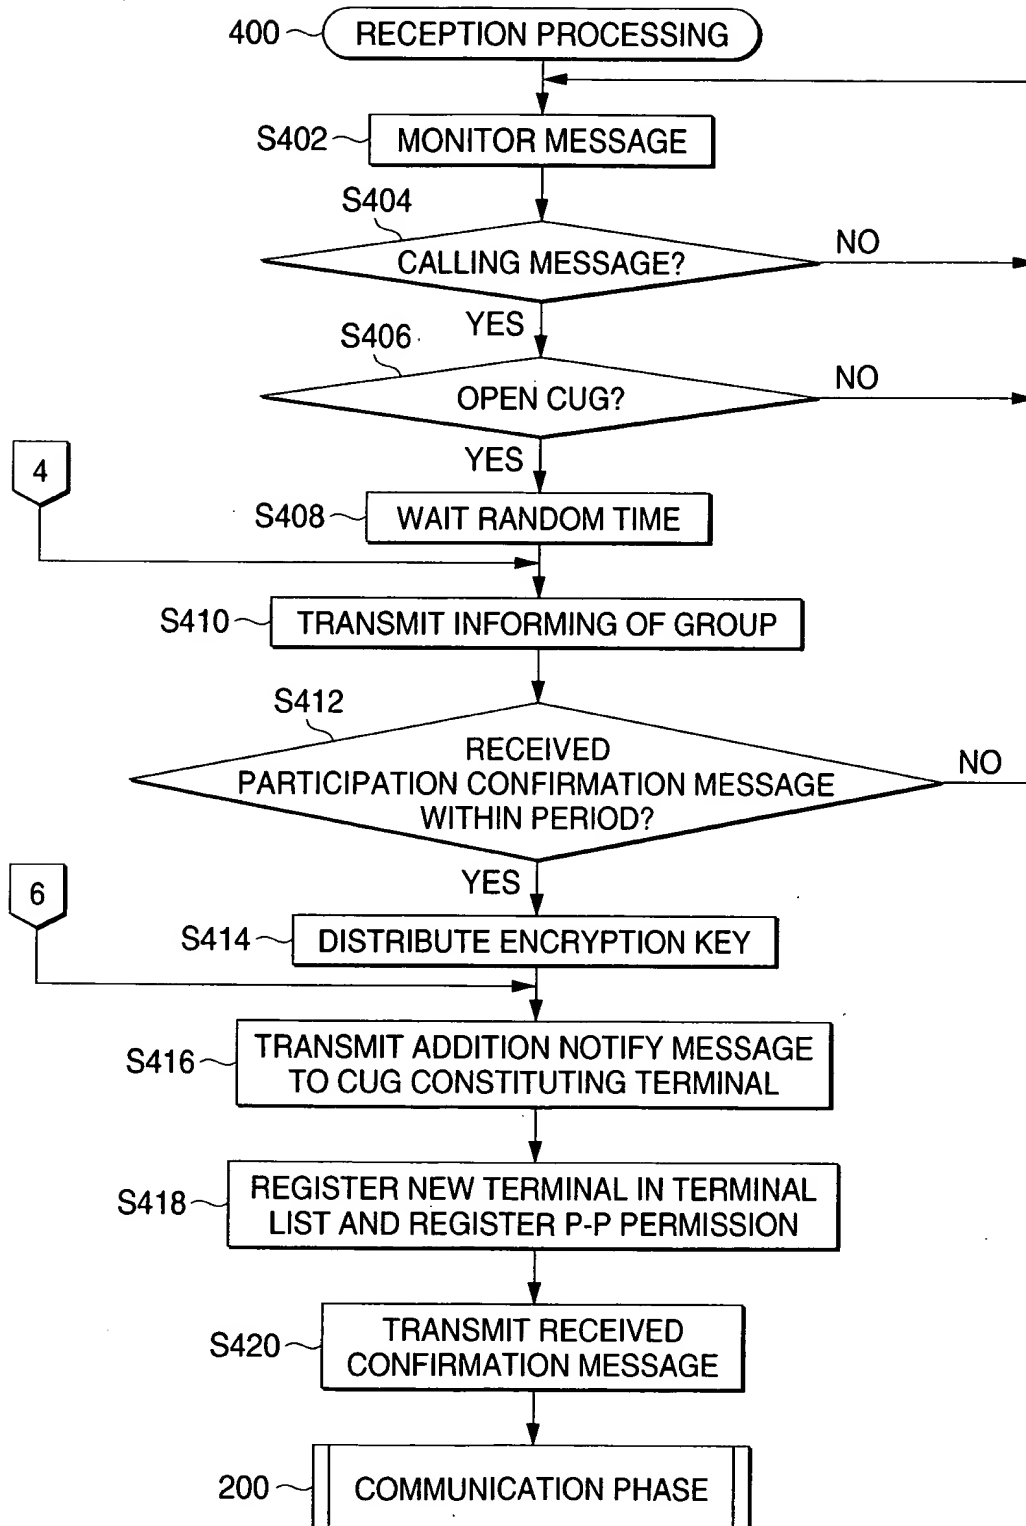 400 RECEPTION PROCESSING
S402 MONITOR MESSAGE
S404
CALLING MESSAGE?
NO
YES
S406
OPEN CUG?
NO
YES
4
S408 WAIT RANDOM TIME
S410 TRANSMIT INFORMING OF GROUP
S412
RECEIVED
PARTICIPATION CONFIRMATION MESSAGE
WITHIN PERIOD?
NO
YES
6
S414 DISTRIBUTE ENCRYPTION KEY
S416 TRANSMIT ADDITION NOTIFY MESSAGE
TO CUG CONSTITUTING TERMINAL
S418 REGISTER NEW TERMINAL IN TERMINAL
LIST AND REGISTER P-P PERMISSION
S420 TRANSMIT RECEIVED
CONFIRMATION MESSAGE
200 COMMUNICATION PHASE